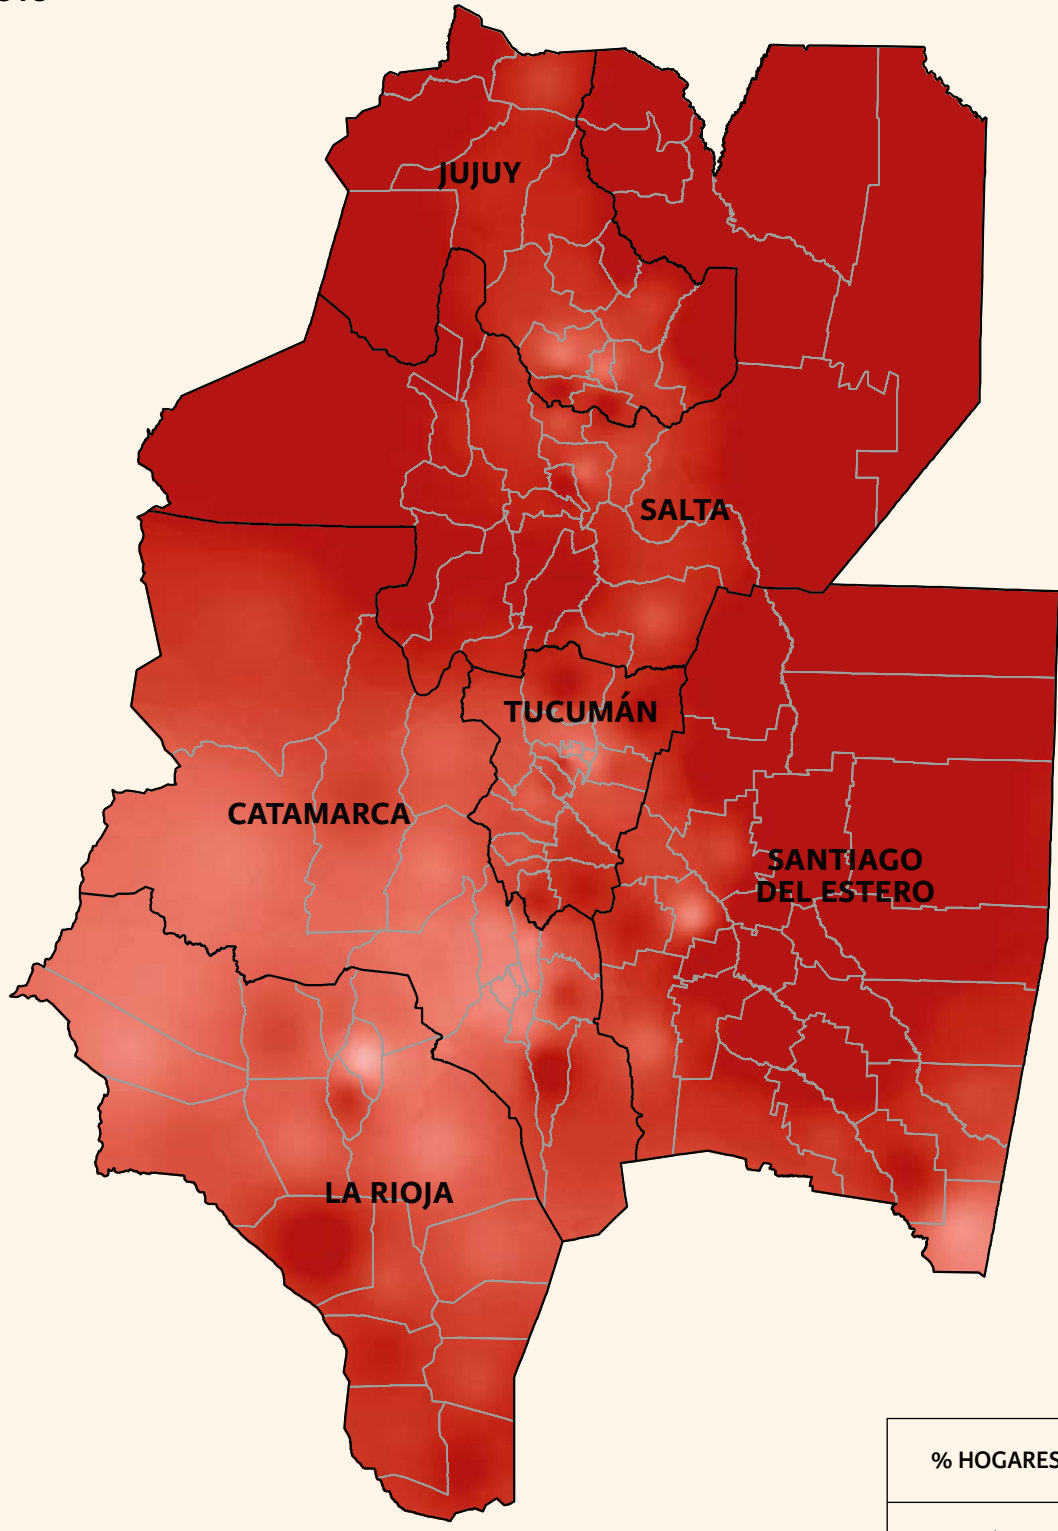 JUJUY
SALTA
TUCUMÁN
CATAMARCA
SANTIAGO
DEL ESTERO
LA RIOJA
% HOGARES